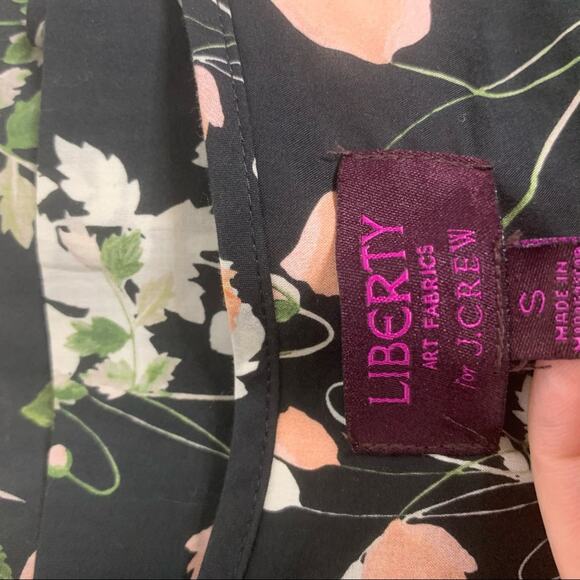 LIBERTY
ART FABRICS
for J.CREW
S
MADE IN